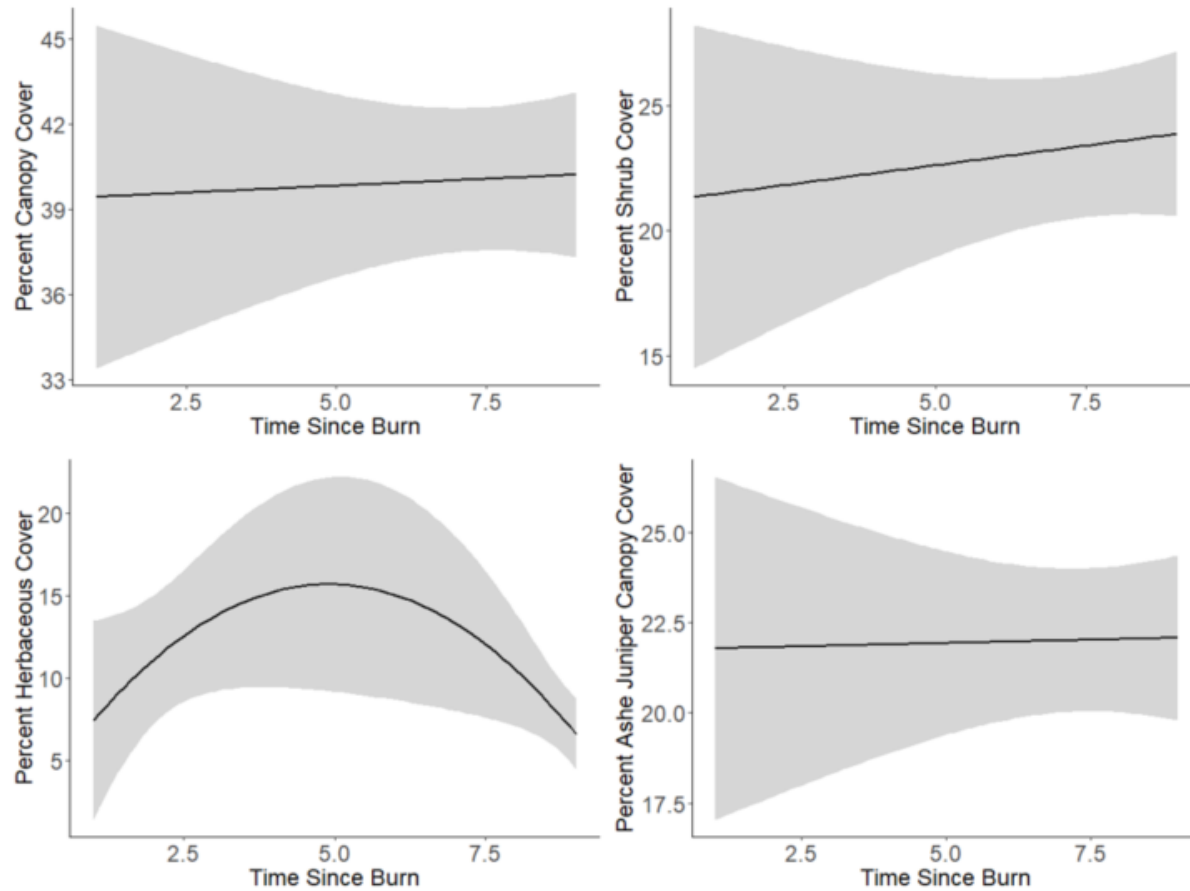 Percent Canopy Cover
45
42
39
36
33
2.5 5.0 7.5
Time Since Burn
Percent Shrub Cover
25
20
15
2.5 5.0 7.5
Time Since Burn
Percent Herbaceous Cover
20
15
10
5
2.5 5.0 7.5
Time Since Burn
Percent Ashe Juniper Canopy Cover
25.0
22.5
20.0
17.5
2.5 5.0 7.5
Time Since Burn